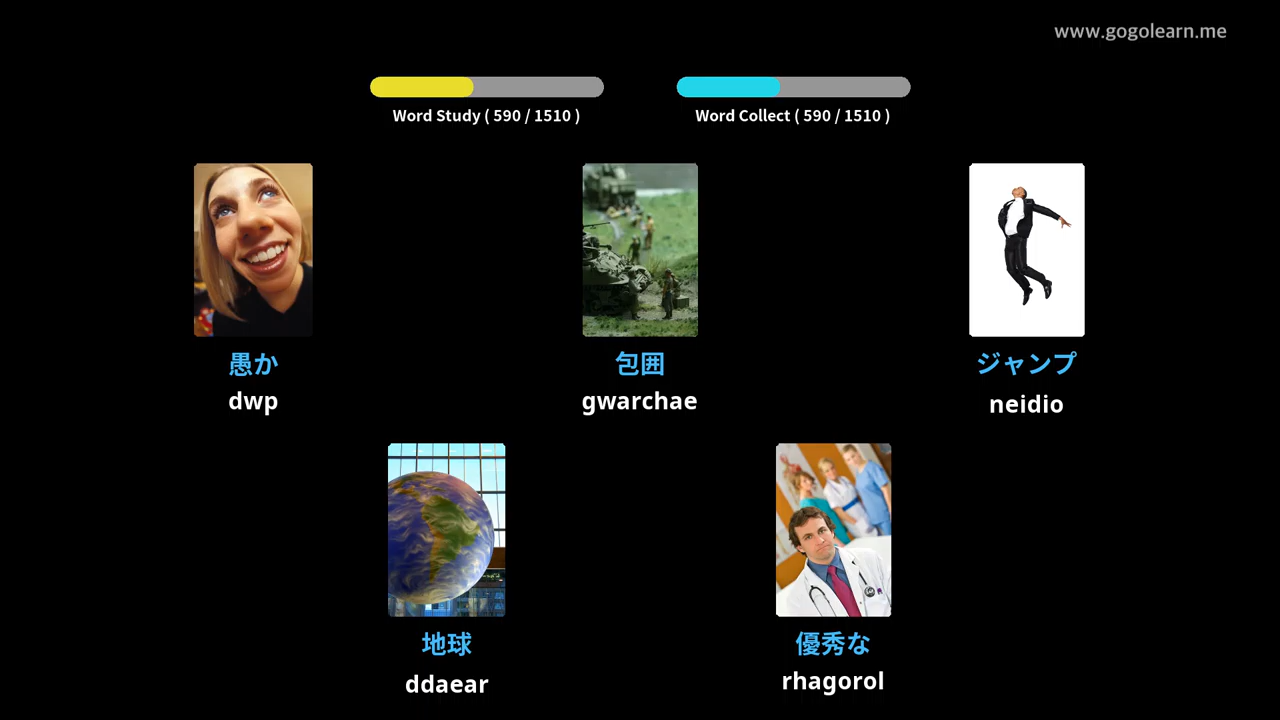 www.gogolearn.me
Word Study ( 590 / 1510 )
Word Collect ( 590 / 1510 )
愚か
dwp
包囲
gwarchae
ジャンプ
neidio
地球
ddaear
優秀な
rhagorol